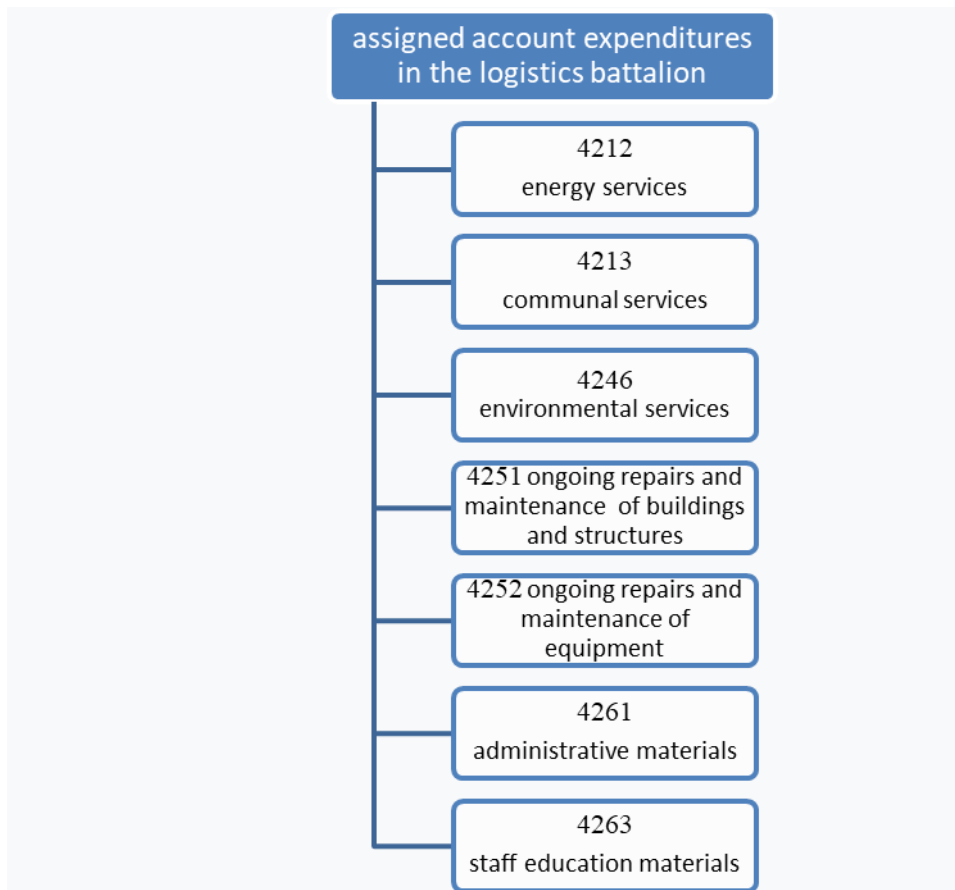 assigned account expenditures
in the logistics battalion
4212
energy services
4213
communal services
4246
environmental services
4251 ongoing repairs and
maintenance of buildings
and structures
4252 ongoing repairs and
maintenance of
equipment
4261
administrative materials
4263
staff education materials